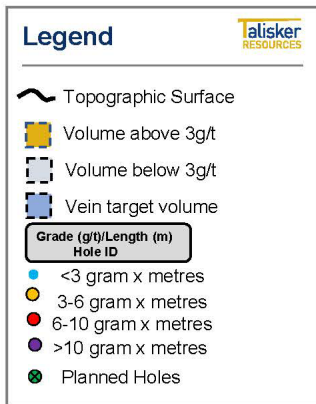 Legend
Talisker
RESOURCES
Topographic Surface
Volume above 3g/t
Volume below 3g/t
Vein target volume
Grade (g/t)/Length (m)
Hole ID
<3 gram x metres
3-6 gram x metres
6-10 gram x metres
>10 gram x metres
Planned Holes